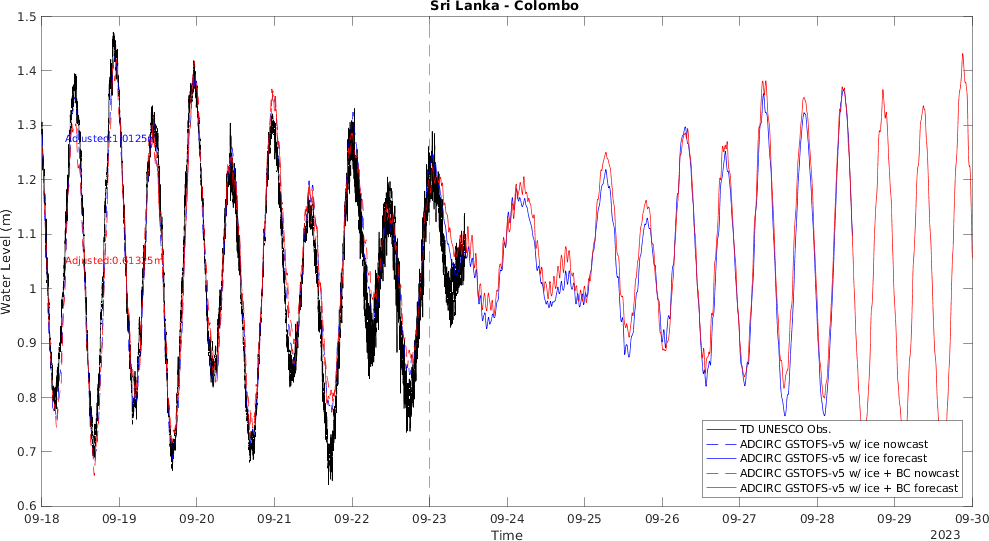 Sri Lanka - Colombo
Water Level (m)
1.5
1.4
1.3
1.2
1.1
1
0.9
0.8
0.7
0.6
Adjusted:1.0125m
Adjusted:0.61325m
TD UNESCO Obs.
ADCIRC GSTOFS-v5 w/ ice nowcast
ADCIRC GSTOFS-v5 w/ ice forecast
ADCIRC GSTOFS-v5 w/ ice + BC nowcast
ADCIRC GSTOFS-v5 w/ ice + BC forecast
09-18 09-19 09-20 09-21 09-22 09-23 09-24 09-25 09-26 09-27 09-28 09-29 09-30
Time
2023